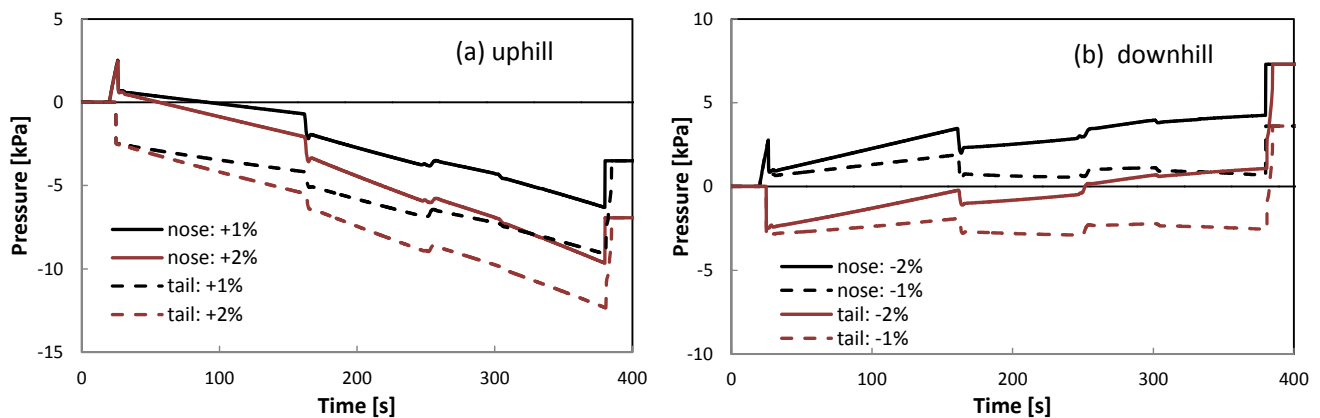 (a) uphill
Pressure [kPa]
5
0
-5
-10
-15
nose: +1%
nose: +2%
tail: +1%
tail: +2%
0
100
200
300
400
Time [s]
(b) downhill
Pressure [kPa]
10
5
0
-5
-10
nose: -2%
nose: -1%
tail: -2%
tail: -1%
0
100
200
300
400
Time [s]